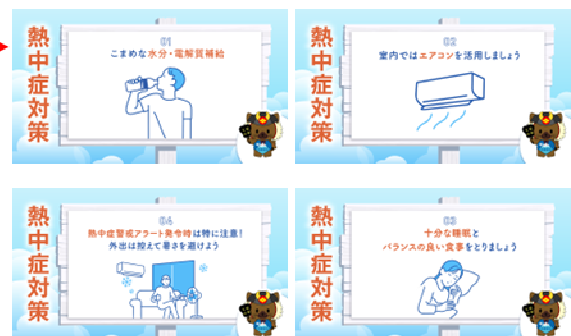 熱中症対策
01
こまめな水分・電解質補給
熱中症対策
02
室内ではエアコンを活用しましょう
熱中症対策
04
熱中症警戒アラート発令時は特に注意！
外出は控えて暑さを避けよう
熱中症対策
03
十分な睡眠と
バランスの良い食事をとりましょう